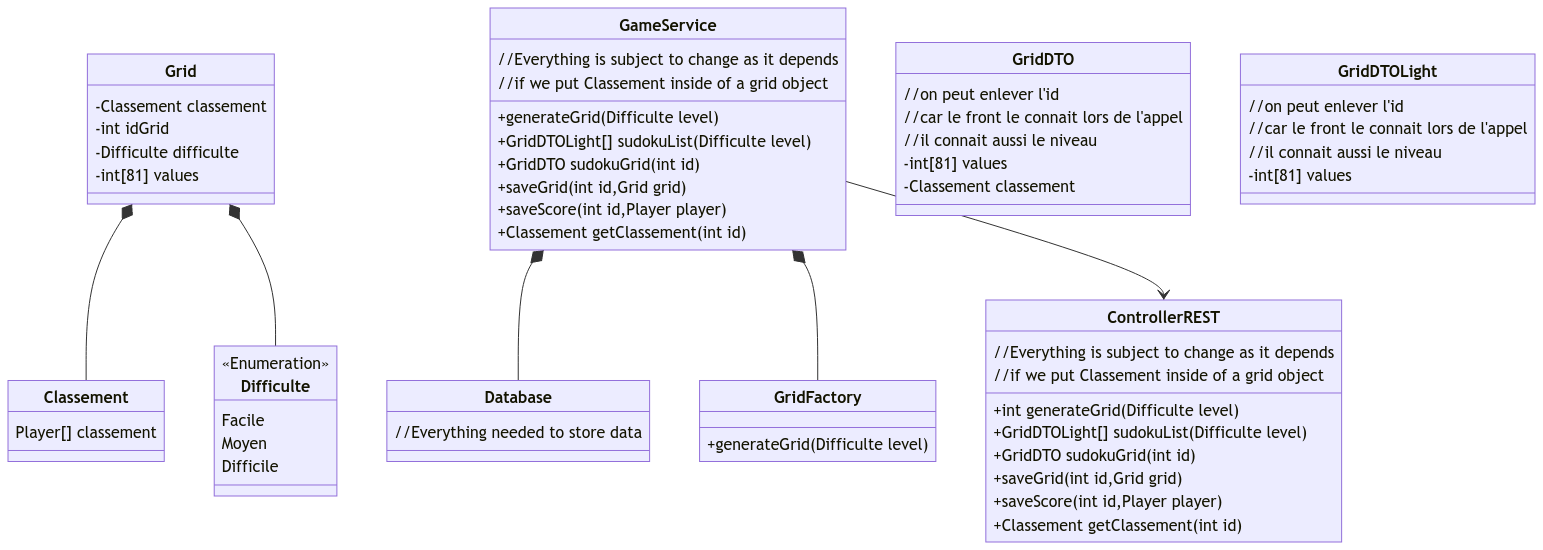 Grid
-Classement classement
-int idGrid
-Difficulte difficulte
-int[81] values
GameService
//Everything is subject to change as it depends
//if we put Classement inside of a grid object
+generateGrid(Difficulte level)
+GridDTOLight[] sudokuList(Difficulte level)
+GridDTO sudokuGrid(int id)
+saveGrid(int id,Grid grid)
+saveScore(int id,Player player)
+Classement getClassement(int id)
GridDTO
//on peut enlever l'id
//car le front le connait lors de l'appel
//il connait aussi le niveau
-int[81] values
-Classement classement
GridDTOLight
//on peut enlever l'id
//car le front le connait lors de l'appel
//il connait aussi le niveau
-int[81] values
Classement
Player[] classement
«Enumeration»
Difficulte
Facile
Moyen
Difficile
Database
//Everything needed to store data
GridFactory
+generateGrid(Difficulte level)
ControllerREST
//Everything is subject to change as it depends
//if we put Classement inside of a grid object
+int generateGrid(Difficulte level)
+GridDTOLight[] sudokuList(Difficulte level)
+GridDTO sudokuGrid(int id)
+saveGrid(int id,Grid grid)
+saveScore(int id,Player player)
+Classement getClassement(int id)